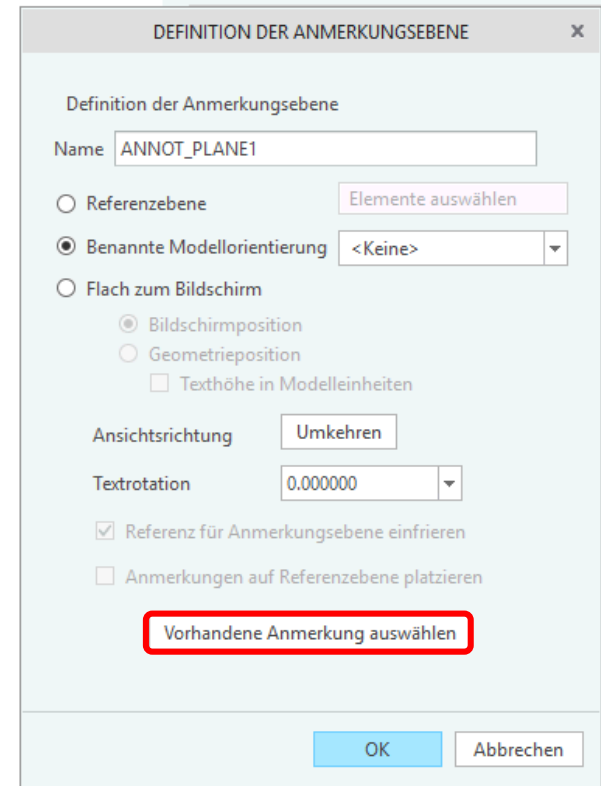 DEFINITION DER ANMERKUNGSEBENE
Definition der Anmerkungsebene
Name ANNOT_PLANE1
Referenzebene Elemente auswählen
Benannte Modellorientierung <Keine>
Flach zum Bildschirm
Bildschirmposition
Geometrieposition
Texthöhe in Modelleinheiten
Ansichtsrichtung Umkehren
Textrotation 0.000000
Referenz für Anmerkungsebene einfrieren
Anmerkungen auf Referenzebene platzieren
Vorhandene Anmerkung auswählen
OK Abbrechen